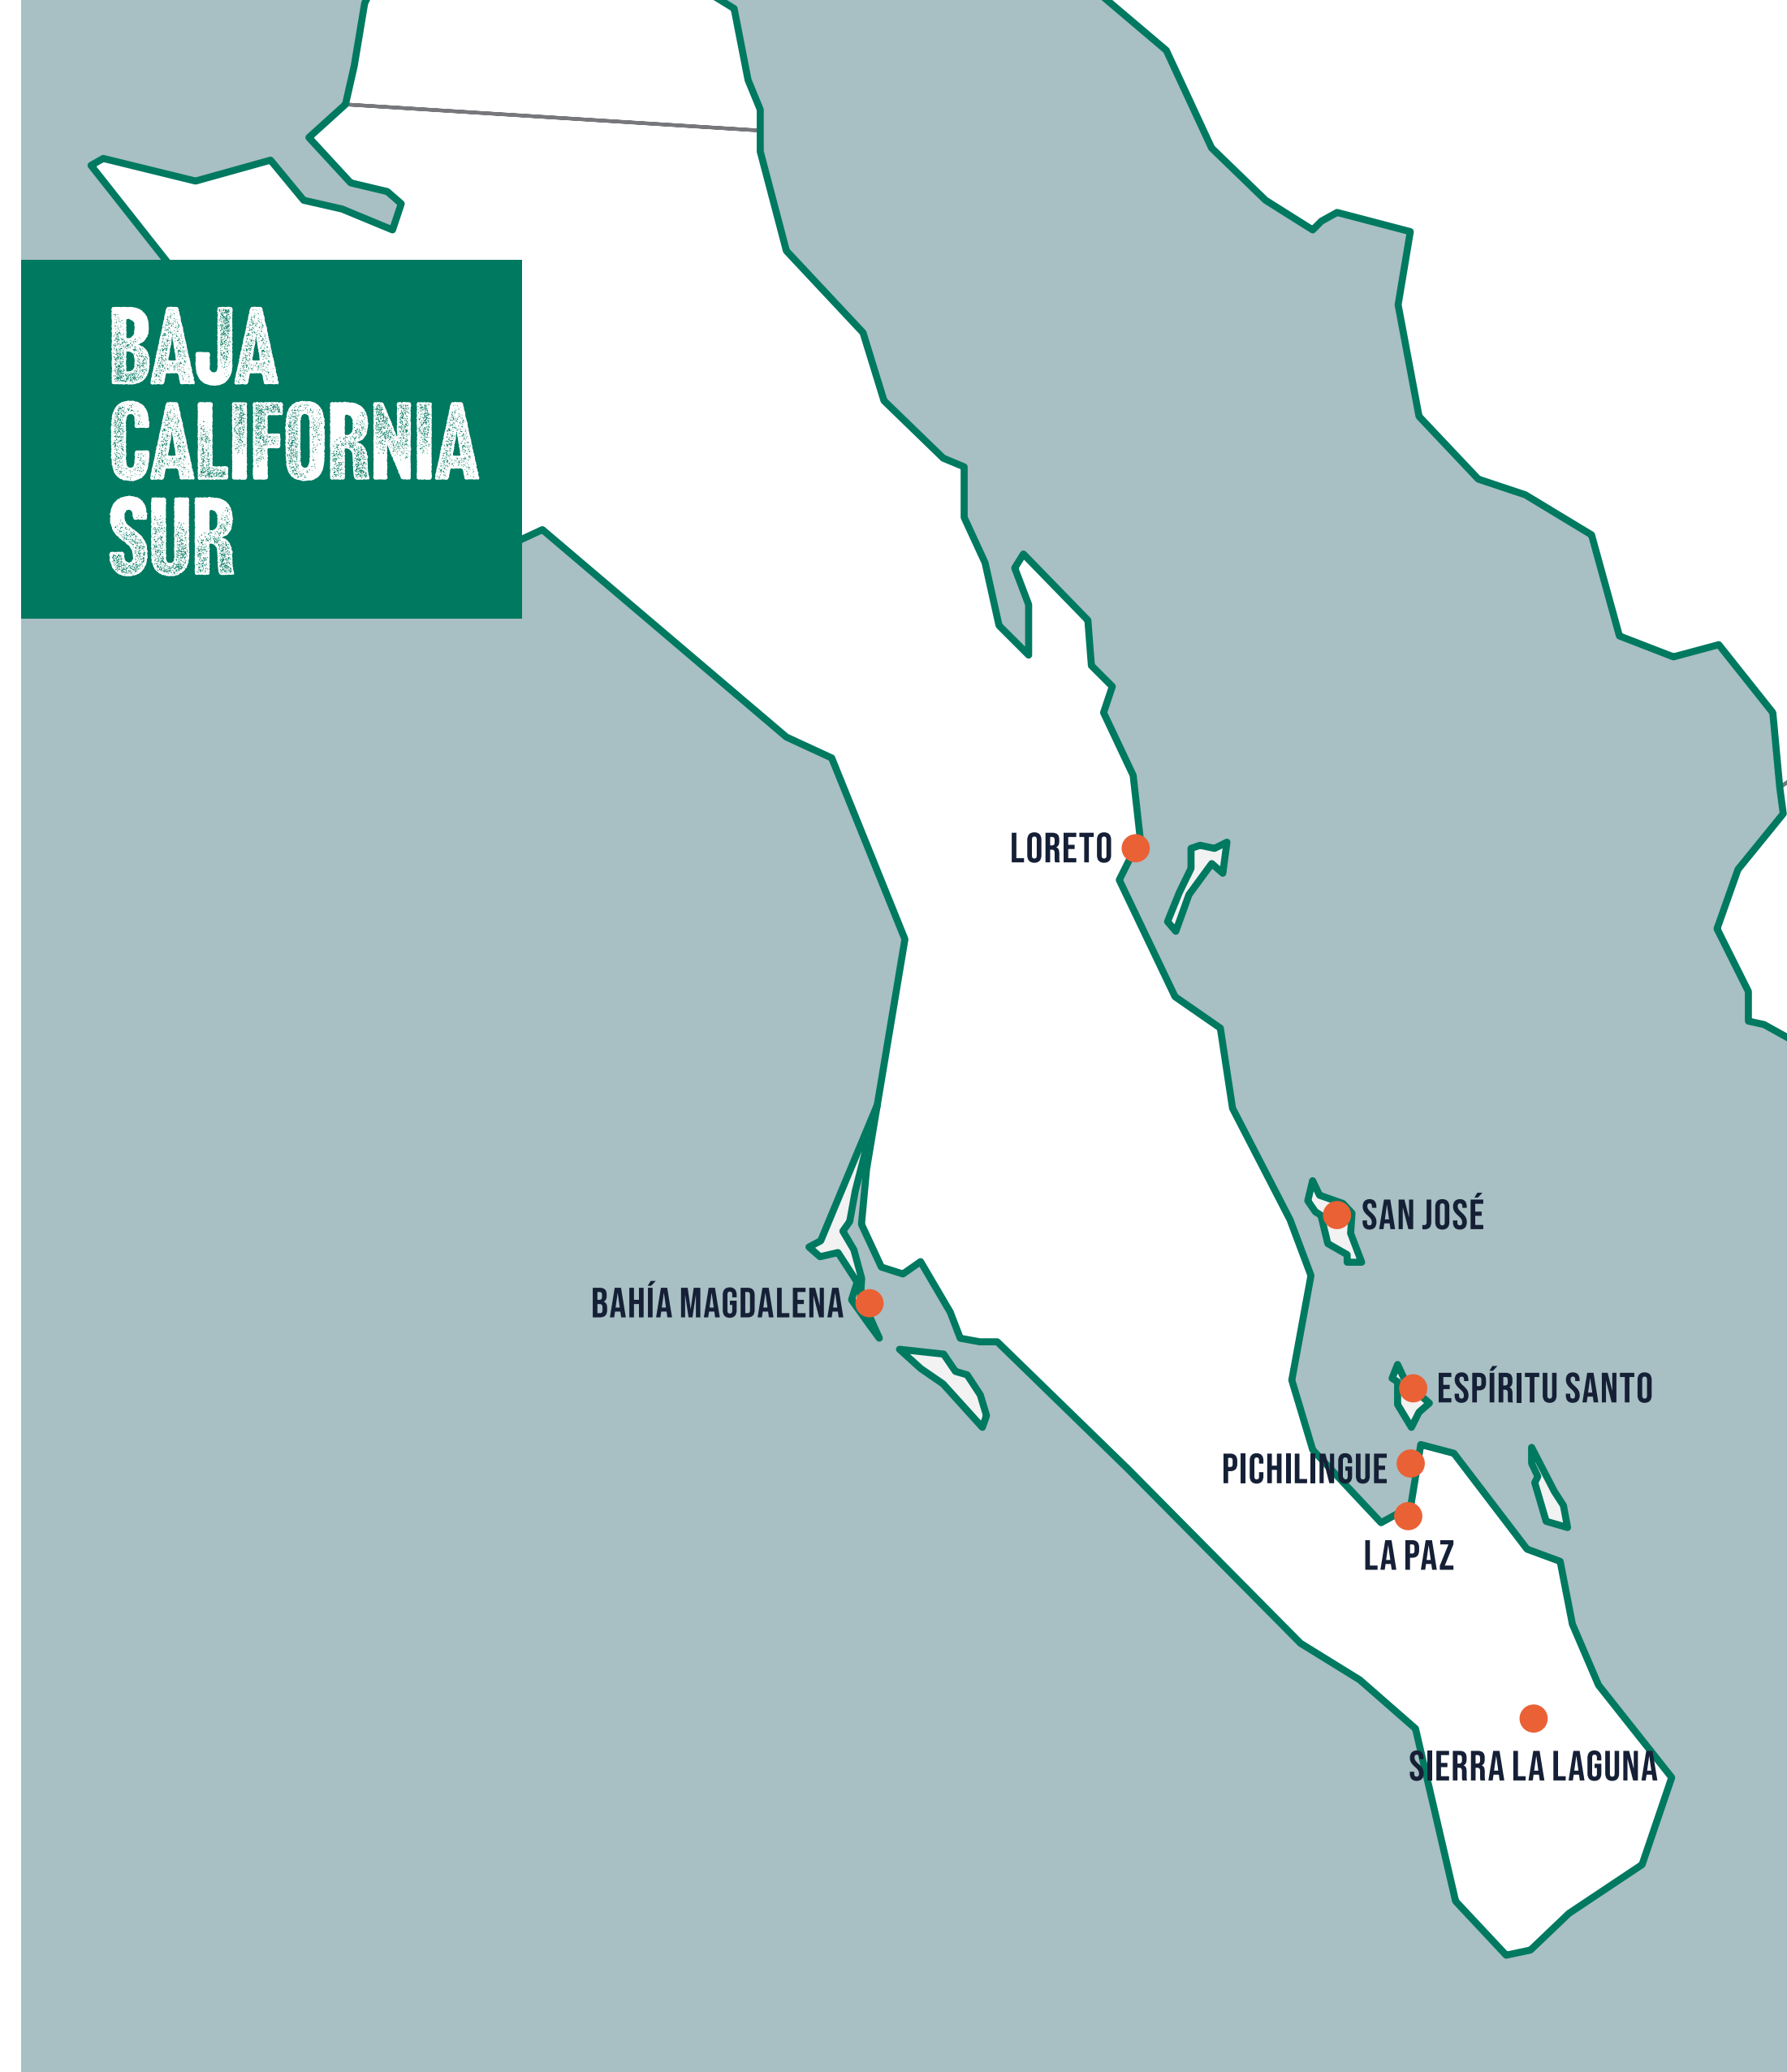 BAJA
CALIFORNIA
SUR
LORETO
SAN JOSÉ
BAHÍA MAGDALENA
ESPÍRITU SANTO
PICHILINGUE
LA PAZ
SIERRA LA LAGUNA